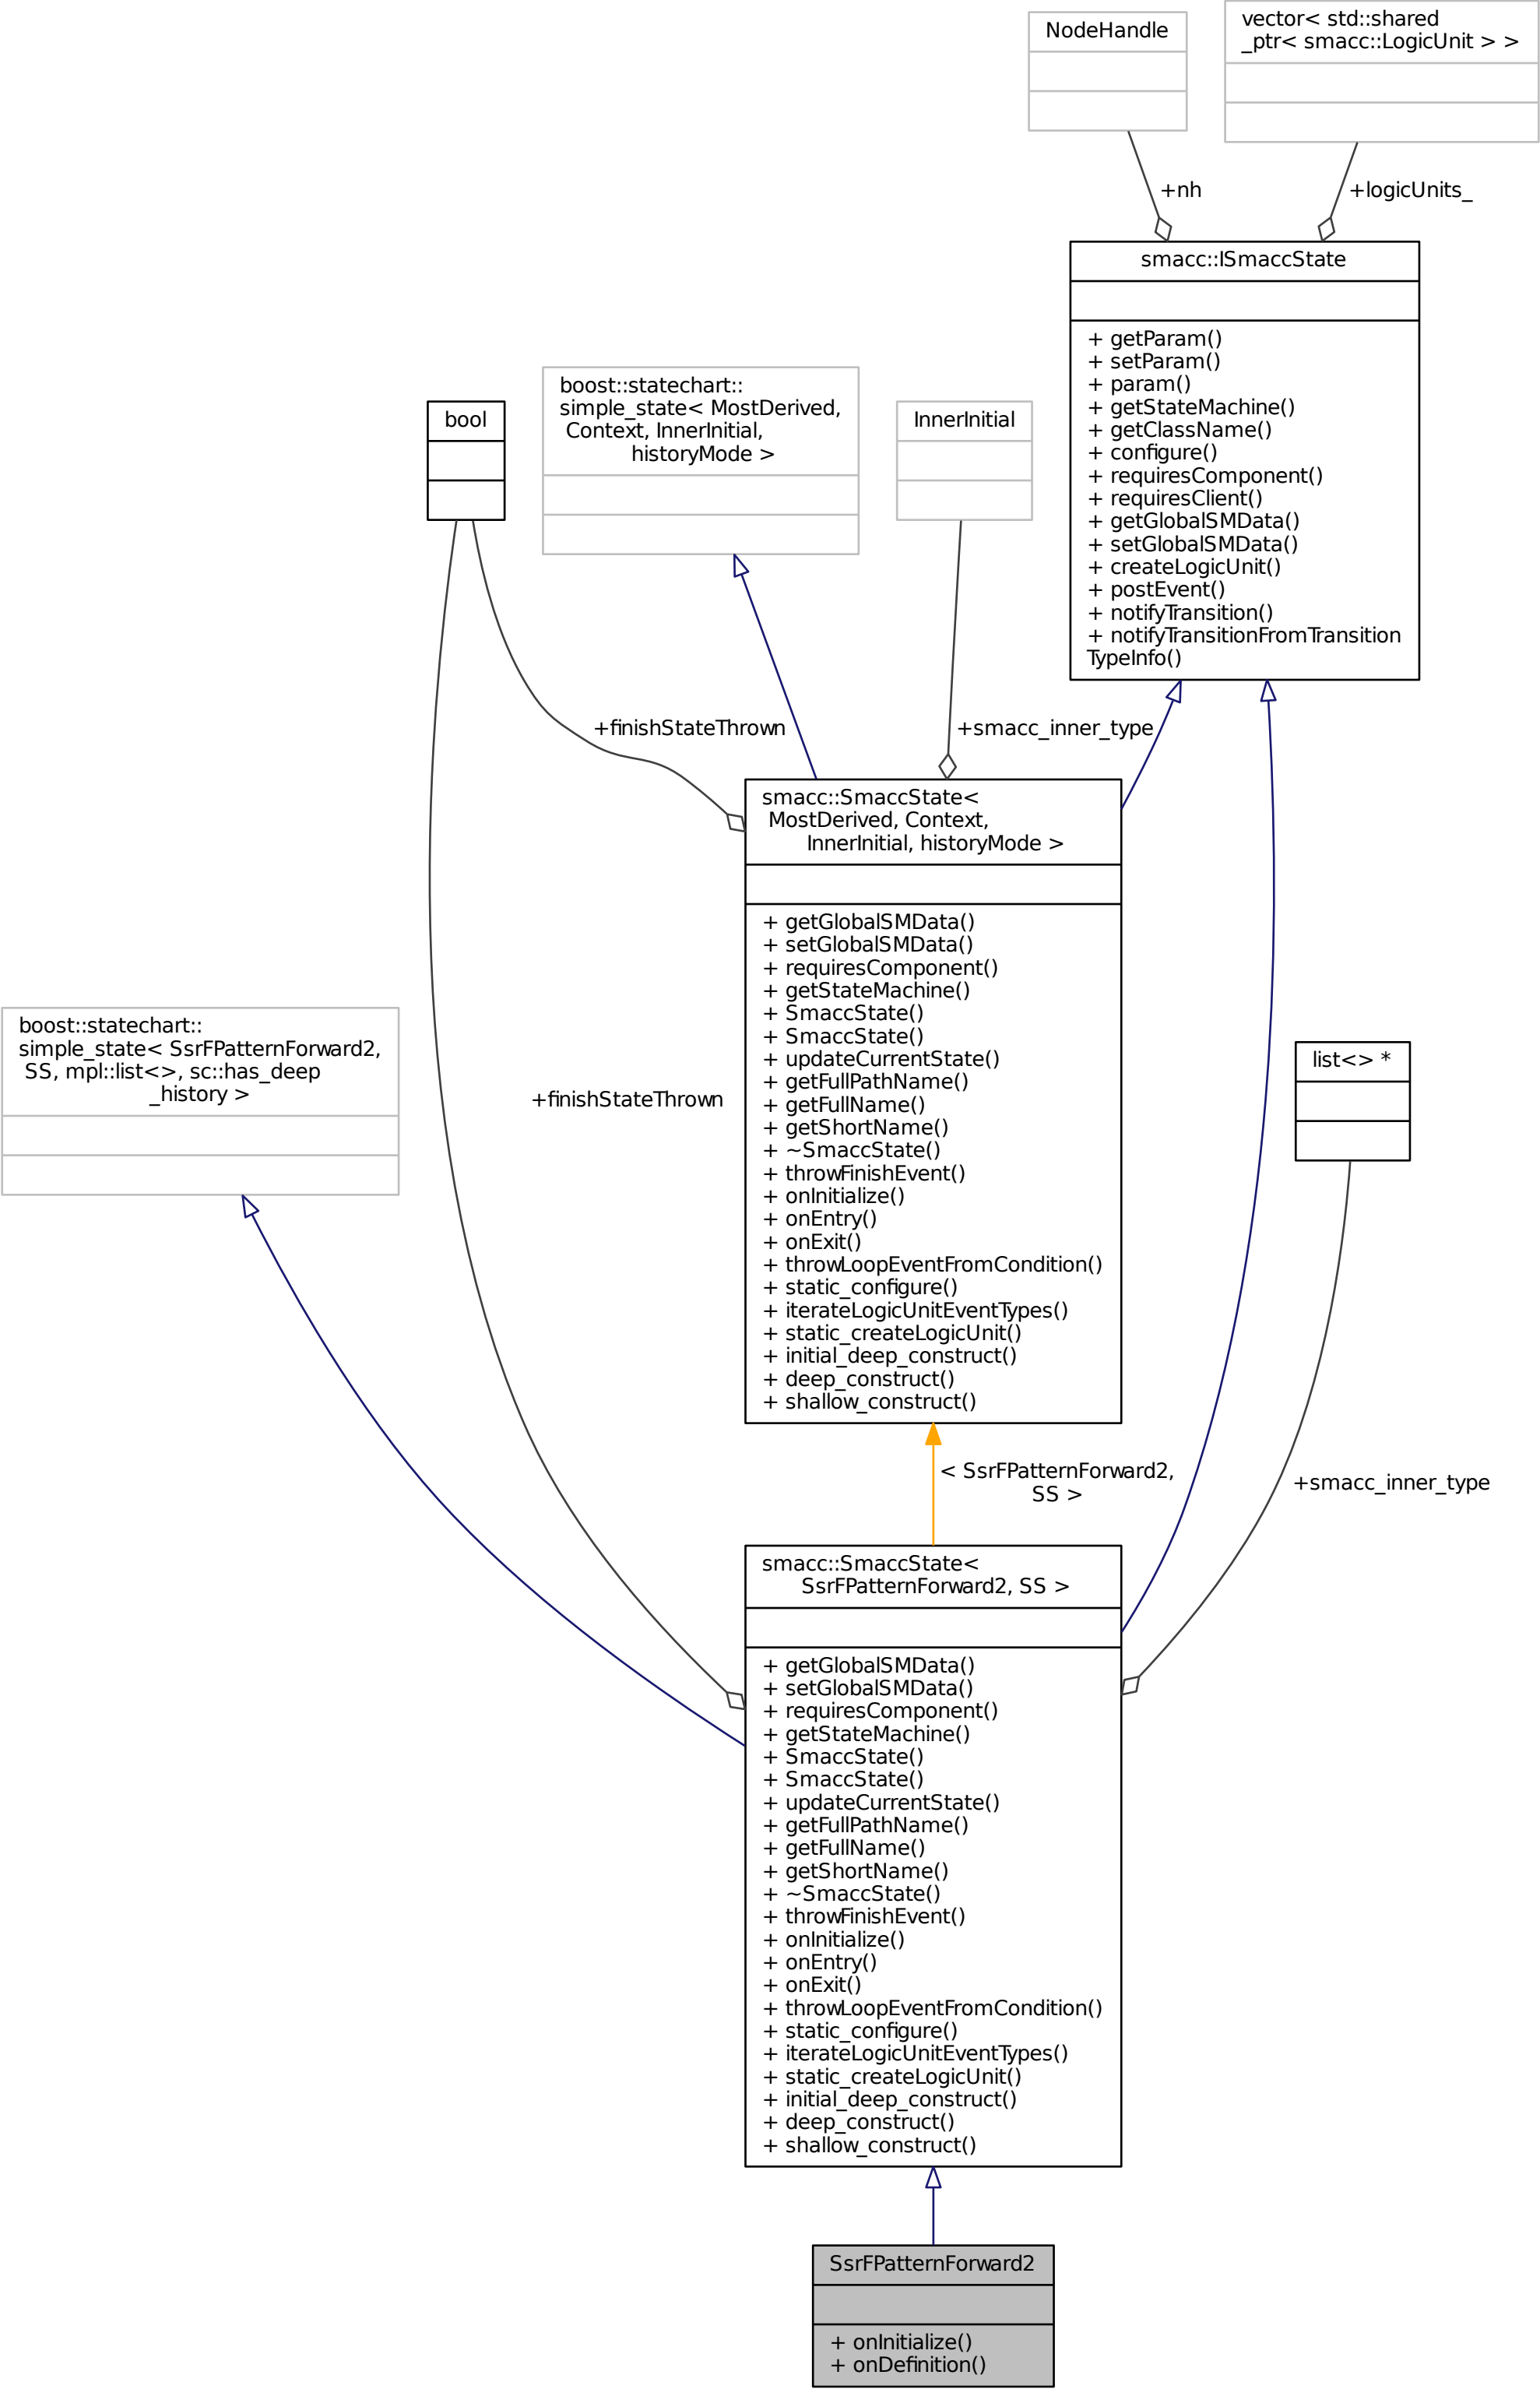 NodeHandle
vector< std::shared
_ptr< smacc::LogicUnit > >
+nh
+logicUnits_
smacc::ISmaccState
+ getParam()
+ setParam()
+ param()
+ getStateMachine()
+ getClassName()
+ configure()
+ requiresComponent()
+ requiresClient()
+ getGlobalSMData()
+ setGlobalSMData()
+ createLogicUnit()
+ postEvent()
+ notifyTransition()
+ notifyTransitionFromTransition
TypeInfo()
bool
boost::statechart::
simple_state< MostDerived,
Context, InnerInitial,
historyMode >
InnerInitial
+finishStateThrown
+smacc_inner_type
smacc::SmaccState<
MostDerived, Context,
InnerInitial, historyMode >
+ getGlobalSMData()
+ setGlobalSMData()
+ requiresComponent()
+ getStateMachine()
+ SmaccState()
+ SmaccState()
+ updateCurrentState()
+ getFullPathName()
+ getFullName()
+ getShortName()
+ ~SmaccState()
+ throwFinishEvent()
+ onInitialize()
+ onEntry()
+ onExit()
+ throwLoopEventFromCondition()
+ static_configure()
+ iterateLogicUnitEventTypes()
+ static_createLogicUnit()
+ initial_deep_construct()
+ deep_construct()
+ shallow_construct()
boost::statechart::
simple_state< SsrFPatternForward2,
SS, mpl::list<>, sc::has_deep
_history >
+finishStateThrown
list<> *
< SsrFPatternForward2,
SS >
+smacc_inner_type
smacc::SmaccState<
SsrFPatternForward2, SS >
+ getGlobalSMData()
+ setGlobalSMData()
+ requiresComponent()
+ getStateMachine()
+ SmaccState()
+ SmaccState()
+ updateCurrentState()
+ getFullPathName()
+ getFullName()
+ getShortName()
+ ~SmaccState()
+ throwFinishEvent()
+ onInitialize()
+ onEntry()
+ onExit()
+ throwLoopEventFromCondition()
+ static_configure()
+ iterateLogicUnitEventTypes()
+ static_createLogicUnit()
+ initial_deep_construct()
+ deep_construct()
+ shallow_construct()
SsrFPatternForward2
+ onInitialize()
+ onDefinition()